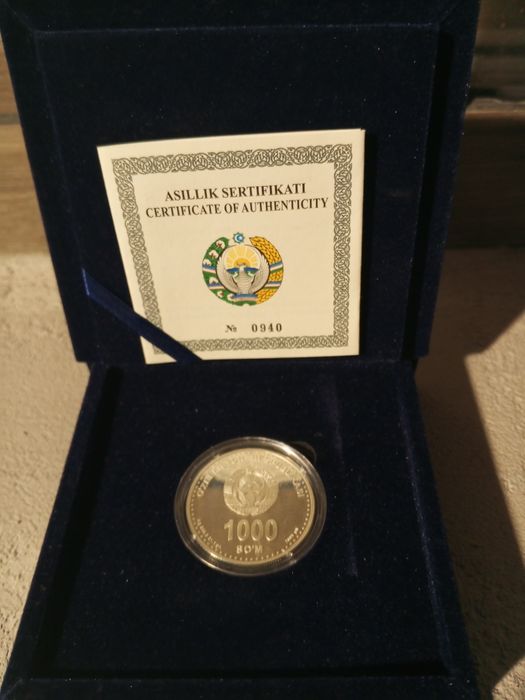 ASILLIK SERTIFIKATI
CERTIFICATE OF AUTHENTICITY
№ 0940
1000
SO'M